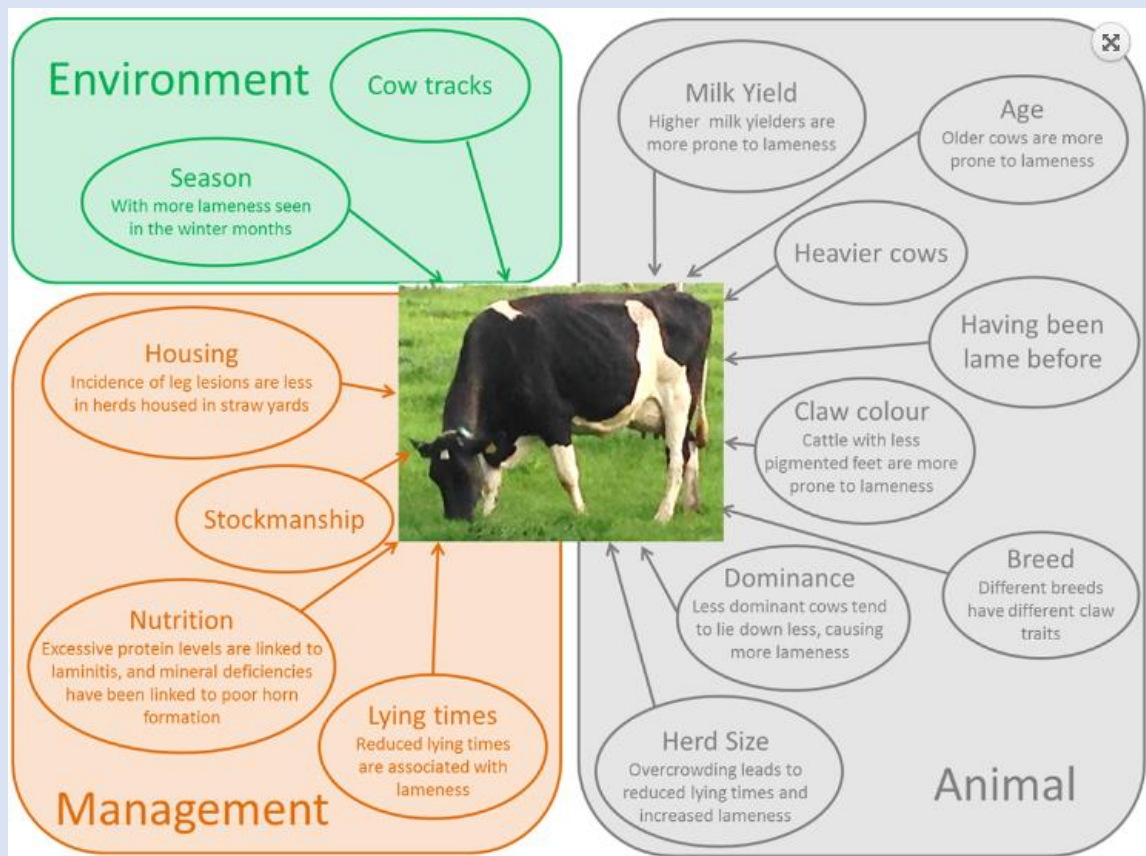 Environment
Cow tracks
Season
With more lameness seen
in the winter months
Milk Yield
Higher milk yielders are
more prone to lameness
Age
Older cows are more
prone to lameness
Heavier cows
Having been
lame before
Claw colour
Cattle with less
pigmented feet are more
prone to lameness
Breed
Different breeds
have different claw
traits
Dominance
Less dominant cows tend
to lie down less, causing
more lameness
Herd Size
Overcrowding leads to
reduced lying times and
increased lameness
Animal
Housing
Incidence of leg lesions are less
in herds housed in straw yards
Stockmanship
Nutrition
Excessive protein levels are linked to
laminitis, and mineral deficiencies
have been linked to poor horn
formation
Lying times
Reduced lying times
are associated with
lameness
Management